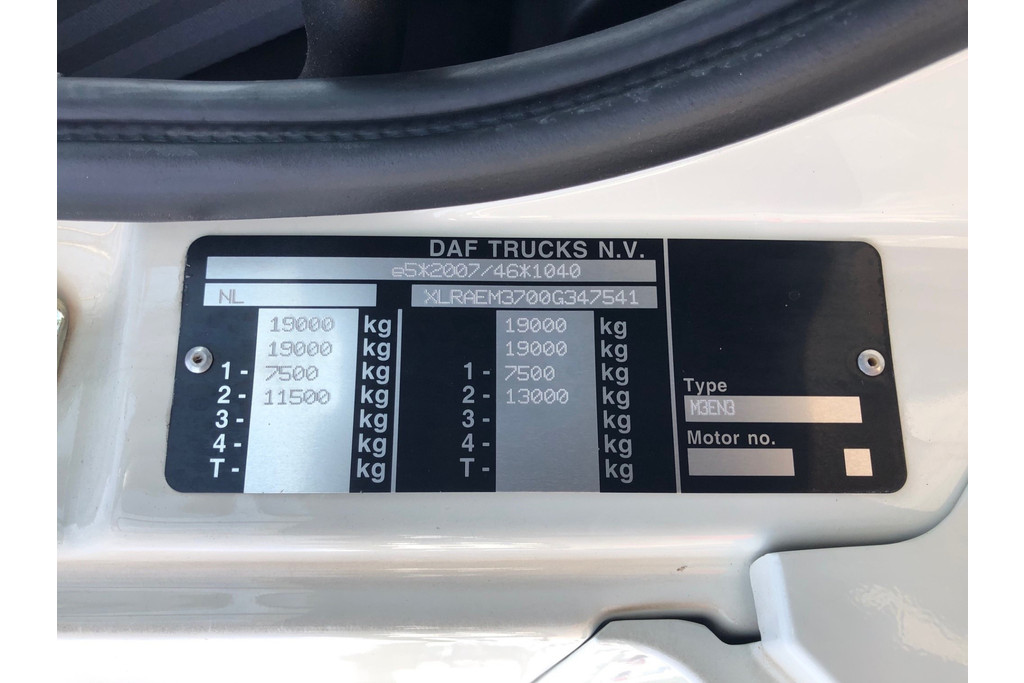 DAF TRUCKS N.V.
e5*2007/46*1040
NL XLRAEM3700G347541
19000 kg 19000 kg
19000 kg 19000 kg
1- 7500 kg 1- 7500 kg
2- 11500 kg 2- 13000 kg
3- kg 3- kg
4- kg 4- kg
T- kg T- kg
Type
M3EN3
Motor no.